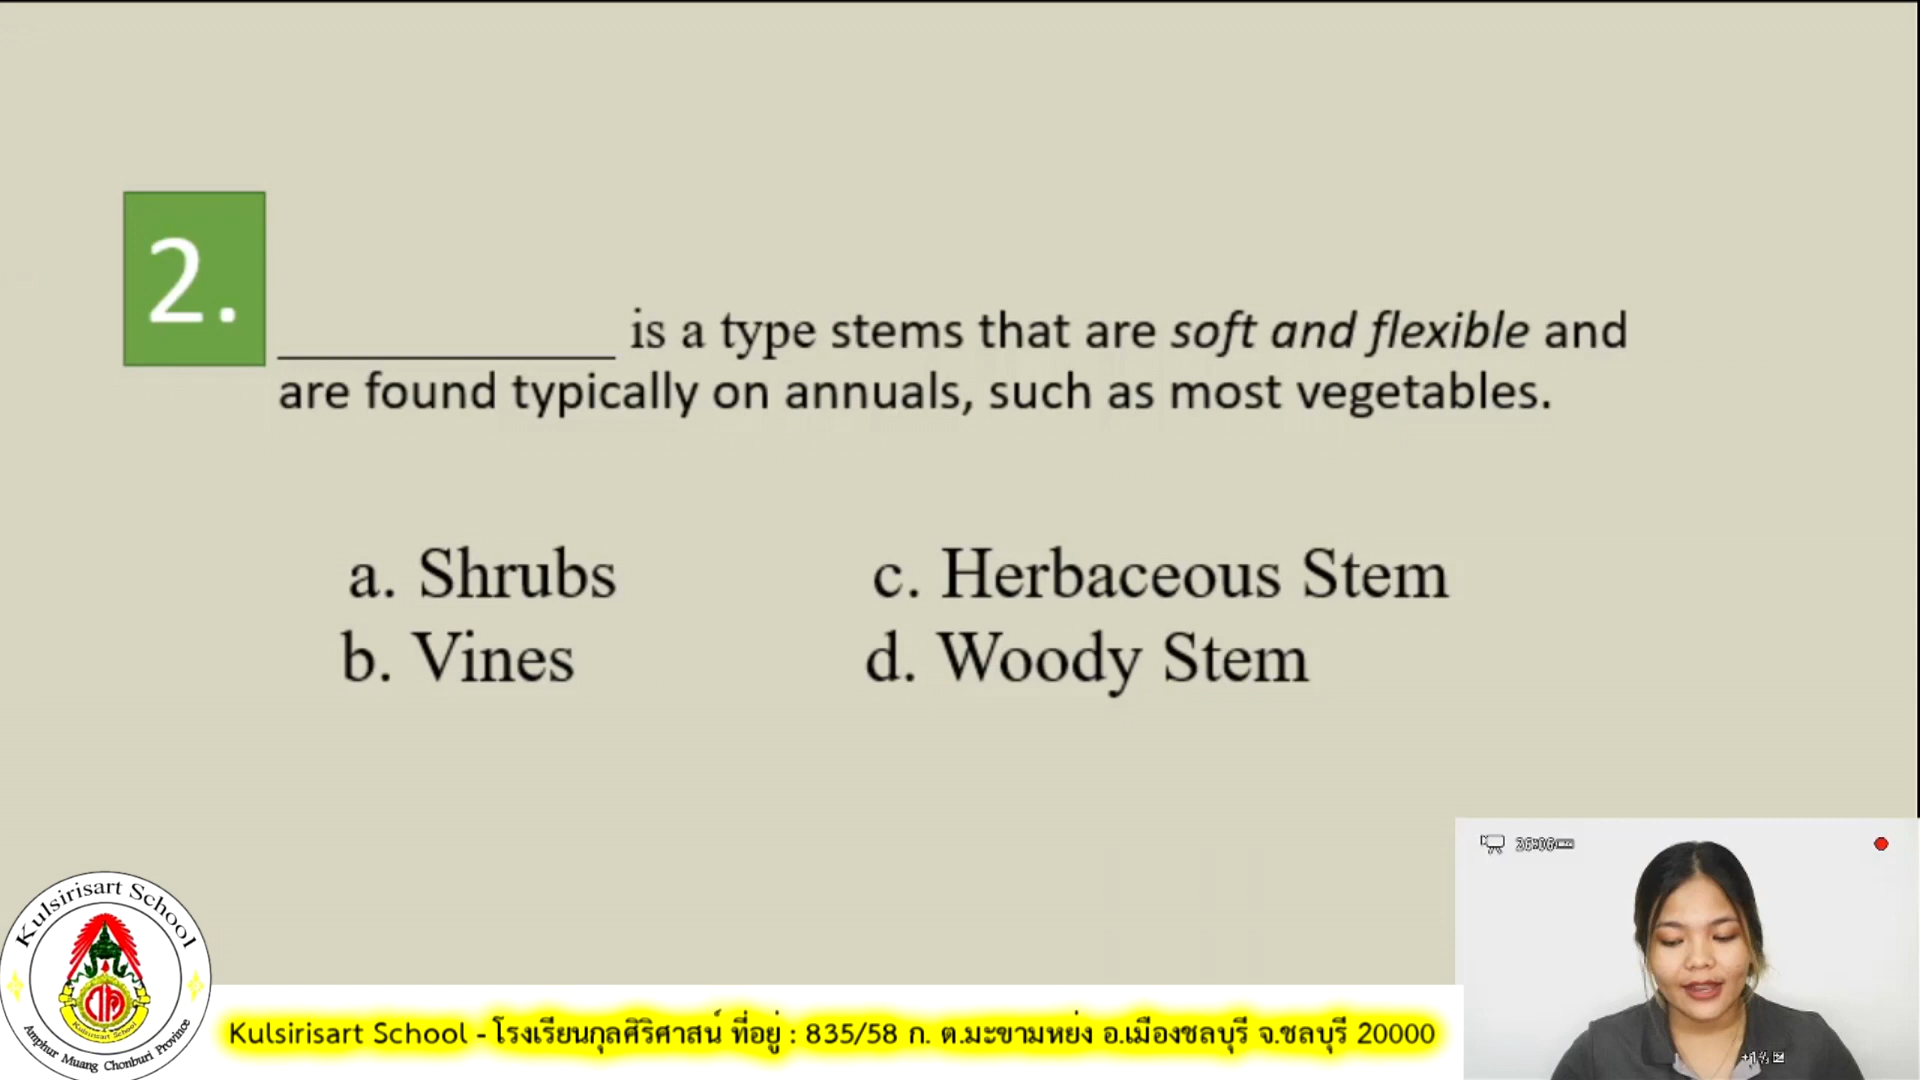 2.
____________ is a type stems that are soft and flexible and
are found typically on annuals, such as most vegetables.
a. Shrubs
b. Vines
c. Herbaceous Stem
d. Woody Stem
Kulsirisart School
Amphur Muang Chonburi Province
Kulsirisart School - โรงเรียนกุลศิริศาสน์ ที่อยู่ : 835/58 ก. ต.มะขามหย่ง อ.เมืองชลบุรี จ.ชลบุรี 20000